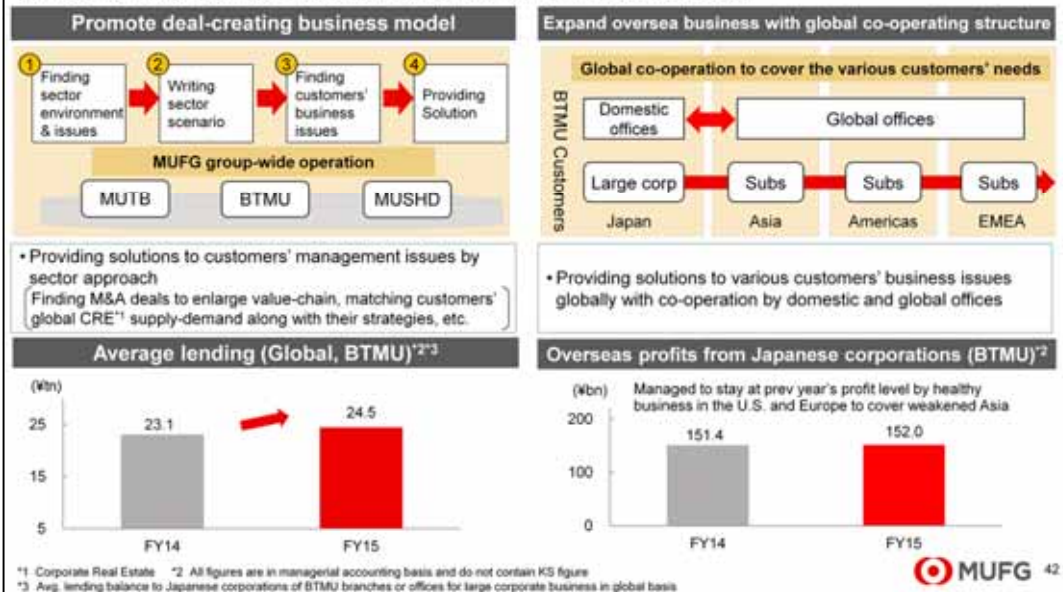 Promote deal-creating business model
1
Finding
sector
environment
& issues
2
Writing
sector
scenario
3
Finding
customers'
business
issues
4
Providing
Solution
MUFG group-wide operation
MUTB
BTMU
MUSHD
• Providing solutions to customers' management issues by
sector approach
Finding M&A deals to enlarge value-chain, matching customers'
global CRE*1 supply-demand along with their strategies, etc.
Expand oversea business with global co-operating structure
Global co-operation to cover the various customers' needs
BTMU Customers
Domestic
offices
Global offices
Large corp
Subs
Subs
Subs
Japan
Asia
Americas
EMEA
• Providing solutions to various customers' business issues
globally with co-operation by domestic and global offices
Average lending (Global, BTMU)*2*3
(¥tn)
25
15
5
23.1
24.5
FY14
FY15
Overseas profits from Japanese corporations (BTMU)*2
(¥bn)
Managed to stay at prev year's profit level by healthy
business in the U.S. and Europe to cover weakened Asia
200
100
0
151.4
152.0
FY14
FY15
*1 Corporate Real Estate *2 All figures are in managerial accounting basis and do not contain KS figure
*3 Avg. lending balance to Japanese corporations of BTMU branches or offices for large corporate business in global basis
MUFG
42